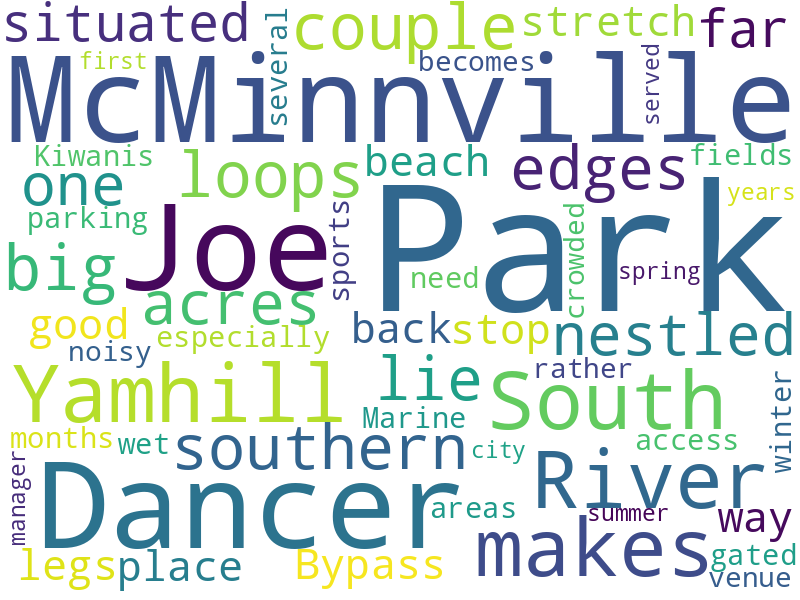 situated couple stretch far
first several becomes served
McMinnville
Kiwanis loops beach edges fields
one years
parking Joe sports Park crowded
big need spring
acres
good especially back stop nestled
noisy rather
Yamhill lie South winter
Marine
months wet southern city access
manager Dancer areas River summer way
legs place Bypass makes gated
venue